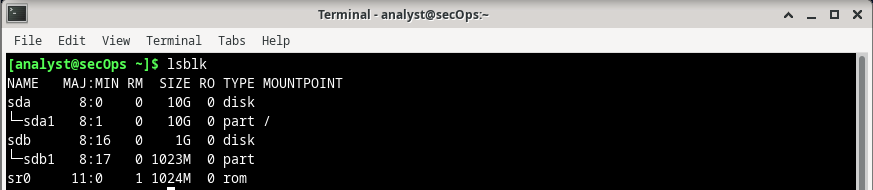 Terminal - analyst@secOps:~
File Edit View Terminal Tabs Help
[analyst@secOps ~]$ lsblk
NAME   MAJ:MIN RM  SIZE RO TYPE MOUNTPOINT
sda      8:0    0   10G  0 disk
└─sda1   8:1    0   10G  0 part /
sdb      8:16   0    1G  0 disk
└─sdb1   8:17   0 1023M  0 part
sr0     11:0    1 1024M  0 rom